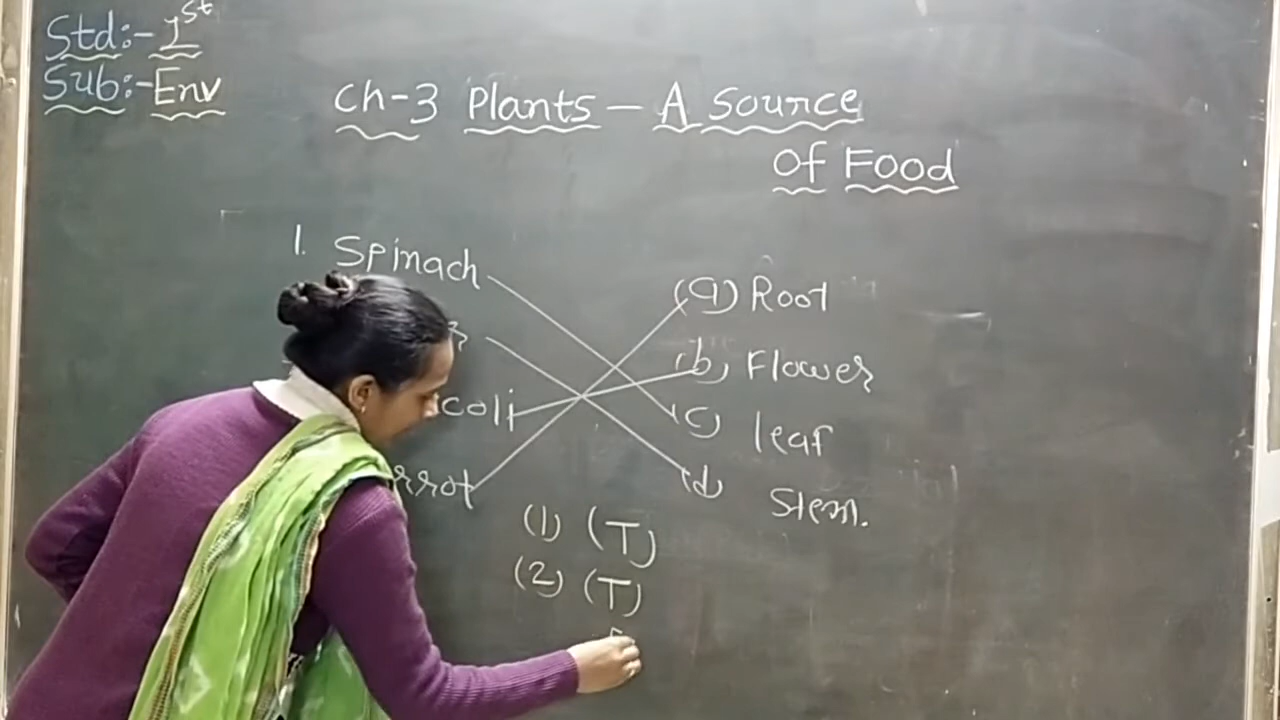 Std:- 1st
Sub:- Env
Ch-3 Plants - A Source
Of Food
1. Spinach
(a) Root
(b) Flower
coli
(c) leaf
rrot
(d) Stem.
(1) (T)
(2) (T)